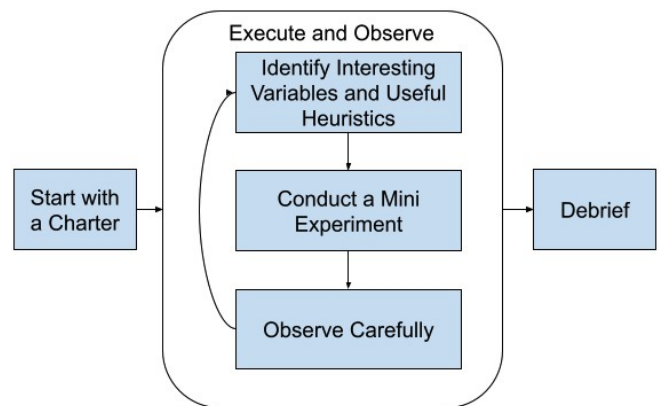 Execute and Observe
Identify Interesting
Variables and Useful
Heuristics
Start with
a Charter
Conduct a Mini
Experiment
Debrief
Observe Carefully